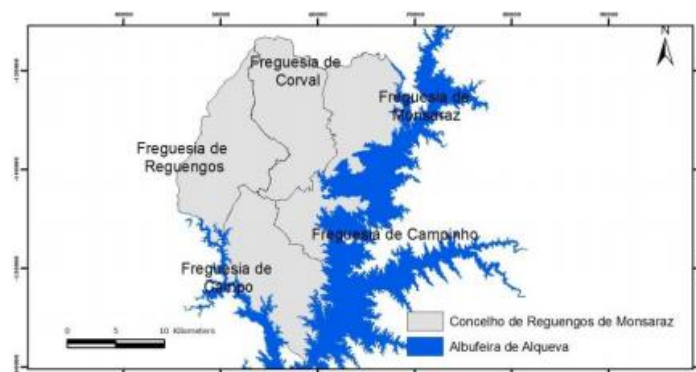 N
Freguesia de
Corval
Freguesia de
Monsaraz
Freguesia de
Reguengos
Freguesia de Campinho
Freguesia de
Campo
0 5 10 Kilometers
Concelho de Reguengos de Monsaraz
Albufeira de Alqueva